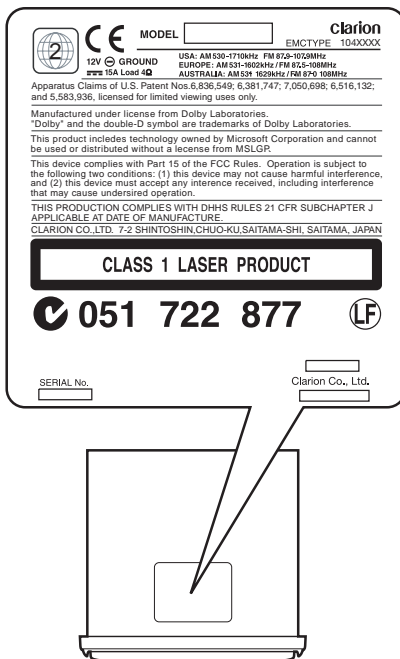 2
CE MODEL
clarion
EMCTYPE 104XXXX
12V ⊖ GROUND
15A Load 4Ω
USA: AM 530-1710kHz FM 87.9-107.9MHz
EUROPE: AM 531-1602kHz / FM 87.5-108MHz
AUSTRALIA: AM 531 1629kHz / FM 87.0 108MHz
Apparatus Claims of U.S. Patent Nos.6,836,549; 6,381,747; 7,050,698; 6,516,132;
and 5,583,936, licensed for limited viewing uses only.
Manufactured under license from Dolby Laboratories.
"Dolby" and the double-D symbol are trademarks of Dolby Laboratories.
This product includes technology owned by Microsoft Corporation and cannot
be used or distributed without a license from MSLGP.
This device complies with Part 15 of the FCC Rules. Operation is subject to
the following two conditions: (1) this device may not cause harmful interference,
and (2) this device must accept any interence received, including interference
that may cause undersired operation.
THIS PRODUCTION COMPLIES WITH DHHS RULES 21 CFR SUBCHAPTER J
APPLICABLE AT DATE OF MANUFACTURE.
CLARION CO.,LTD. 7-2 SHINTOSHIN,CHUO-KU,SAITAMA-SHI, SAITAMA, JAPAN
CLASS 1 LASER PRODUCT
051 722 877 LF
SERIAL No.
Clarion Co., Ltd.